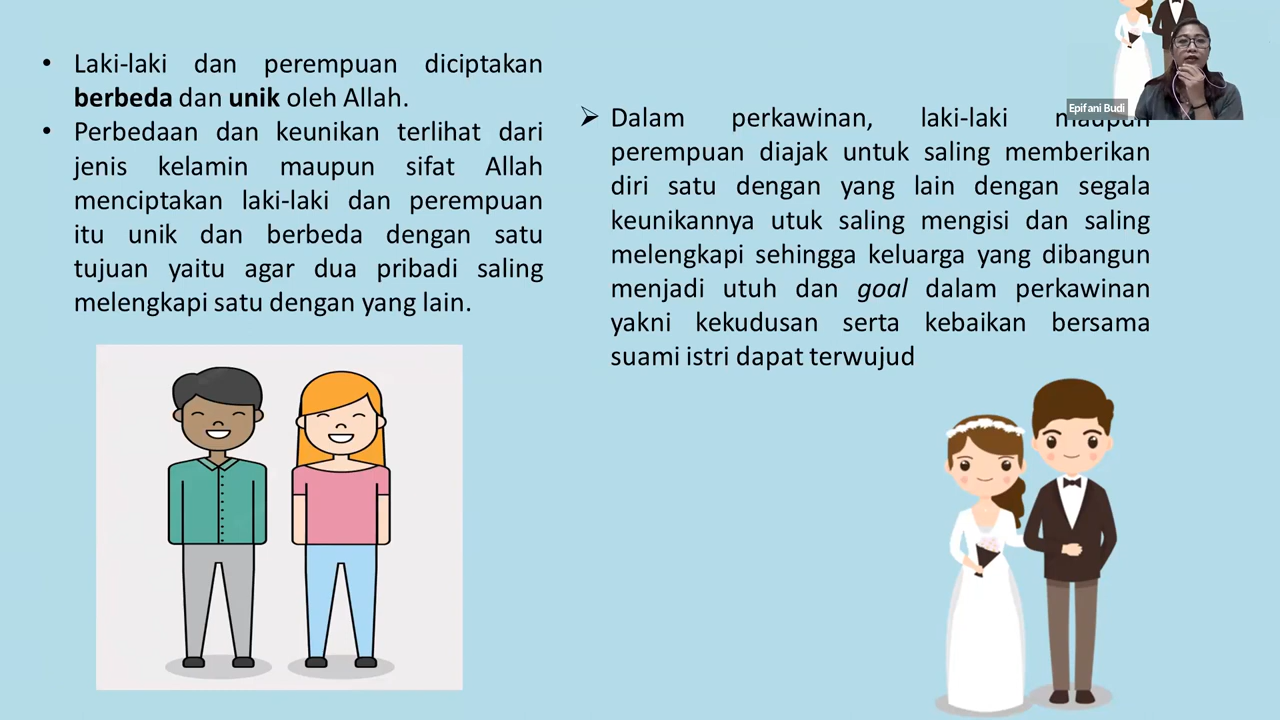 Laki-laki dan perempuan diciptakan
berbeda dan unik oleh Allah.
Perbedaan dan keunikan terlihat dari
jenis kelamin maupun sifat Allah
menciptakan laki-laki dan perempuan
itu unik dan berbeda dengan satu
tujuan yaitu agar dua pribadi saling
melengkapi satu dengan yang lain.
Dalam perkawinan, laki-laki maupun
perempuan diajak untuk saling memberikan
diri satu dengan yang lain dengan segala
keunikannya utuk saling mengisi dan saling
melengkapi sehingga keluarga yang dibangun
menjadi utuh dan goal dalam perkawinan
yakni kekudusan serta kebaikan bersama
suami istri dapat terwujud
Epifani Budi